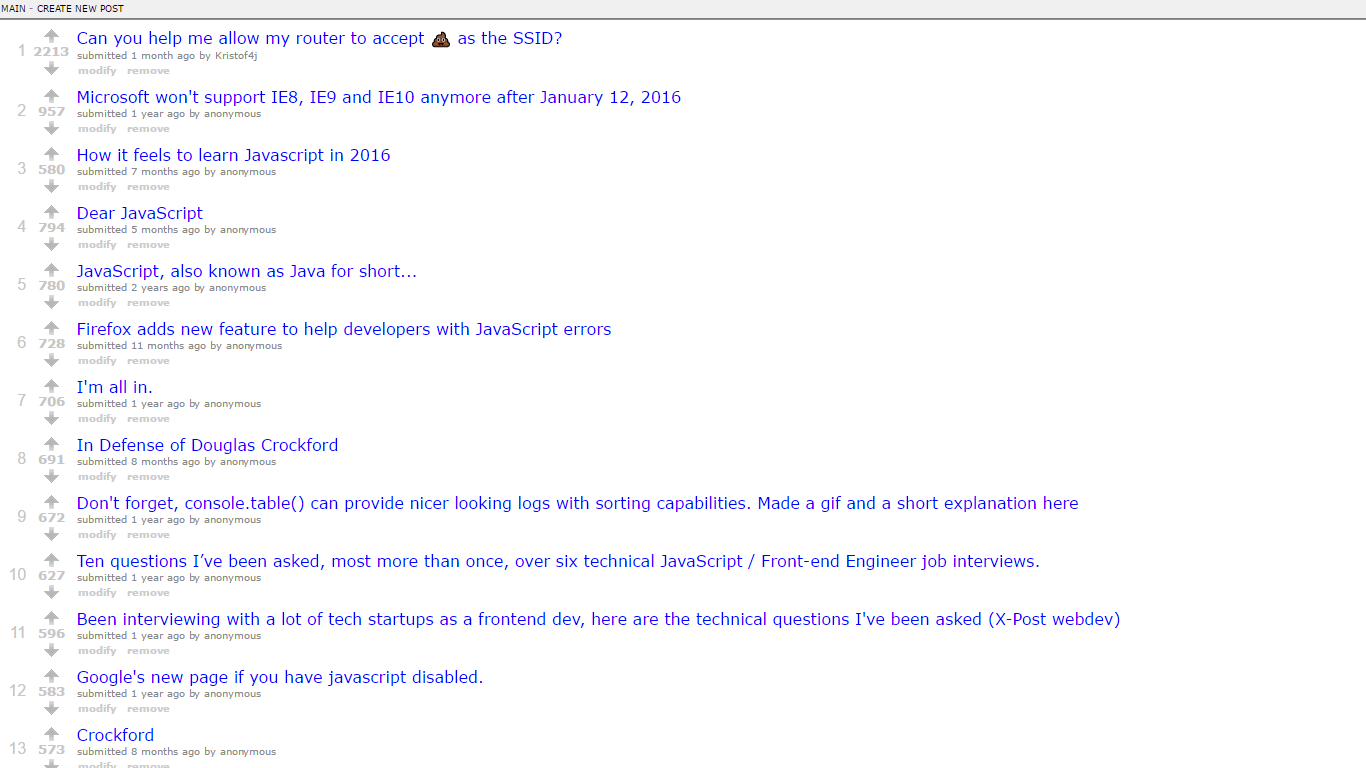 MAIN - CREATE NEW POST
1 2213 Can you help me allow my router to accept 💩 as the SSID?
submitted 1 month ago by Kristof4j
modify remove
2 957 Microsoft won't support IE8, IE9 and IE10 anymore after January 12, 2016
submitted 1 year ago by anonymous
modify remove
3 580 How it feels to learn Javascript in 2016
submitted 7 months ago by anonymous
modify remove
4 794 Dear JavaScript
submitted 5 months ago by anonymous
modify remove
5 780 JavaScript, also known as Java for short...
submitted 2 years ago by anonymous
modify remove
6 728 Firefox adds new feature to help developers with JavaScript errors
submitted 11 months ago by anonymous
modify remove
7 706 I'm all in.
submitted 1 year ago by anonymous
modify remove
8 691 In Defense of Douglas Crockford
submitted 8 months ago by anonymous
modify remove
9 672 Don't forget, console.table() can provide nicer looking logs with sorting capabilities. Made a gif and a short explanation here
submitted 1 year ago by anonymous
modify remove
10 627 Ten questions I’ve been asked, most more than once, over six technical JavaScript / Front-end Engineer job interviews.
submitted 1 year ago by anonymous
modify remove
11 596 Been interviewing with a lot of tech startups as a frontend dev, here are the technical questions I've been asked (X-Post webdev)
submitted 1 year ago by anonymous
modify remove
12 583 Google's new page if you have javascript disabled.
submitted 1 year ago by anonymous
modify remove
13 573 Crockford
submitted 8 months ago by anonymous
modify remove